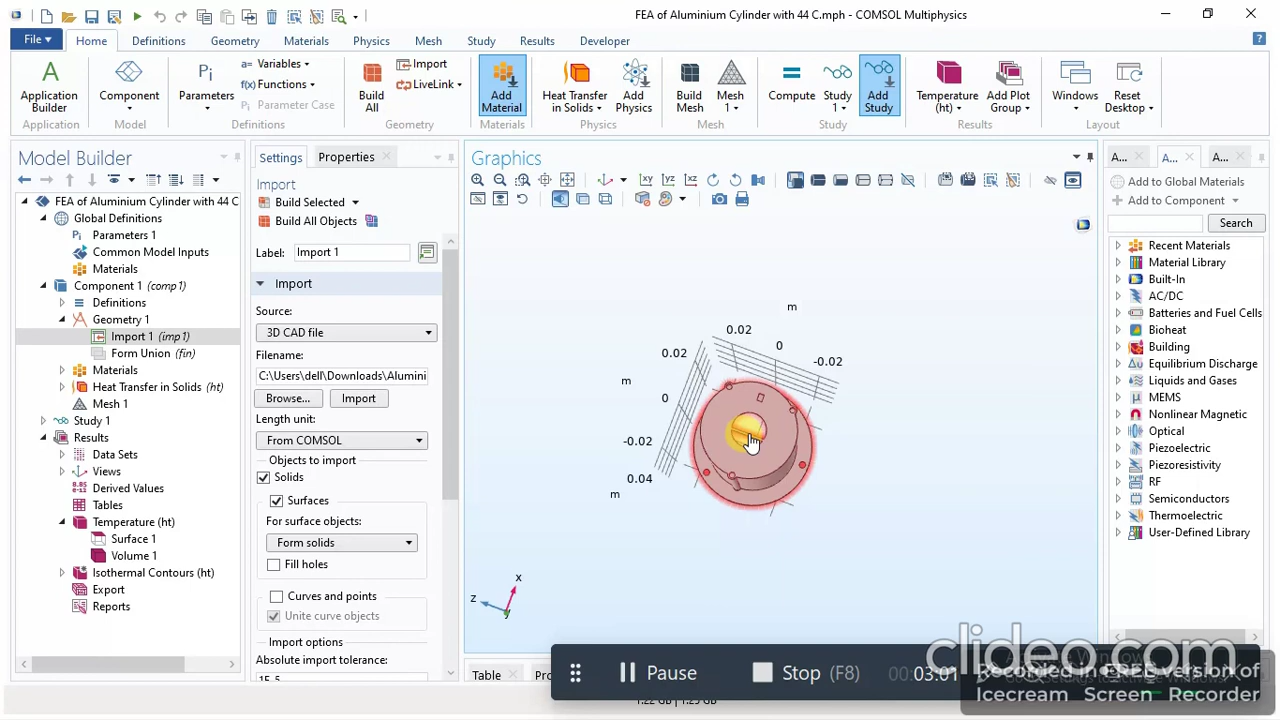 FEA of Aluminium Cylinder with 44 C.mph - COMSOL Multiphysics
File
Home
Definitions
Geometry
Materials
Physics
Mesh
Study
Results
Developer
Application Builder
Component
Parameters
Variables
Functions
Parameter Case
Build All
Import
LiveLink
Add Material
Heat Transfer in Solids
Add Physics
Build Mesh
Mesh 1
Compute
Study 1
Add Study
Temperature (ht)
Add Plot Group
Windows
Reset Desktop
Application
Model
Definitions
Geometry
Materials
Physics
Mesh
Study
Results
Layout
Model Builder
FEA of Aluminium Cylinder with 44 C
Global Definitions
Parameters 1
Common Model Inputs
Materials
Component 1 (comp1)
Definitions
Geometry 1
Import 1 (imp1)
Form Union (fin)
Materials
Heat Transfer in Solids (ht)
Mesh 1
Study 1
Results
Data Sets
Views
Derived Values
Tables
Temperature (ht)
Surface 1
Volume 1
Isothermal Contours (ht)
Export
Reports
Settings
Properties
Import
Build Selected
Build All Objects
Label: Import 1
Import
Source:
3D CAD file
Filename:
C:\Users\dell\Downloads\Alumini
Browse...
Import
Length unit:
From COMSOL
Objects to import
Solids
Surfaces
For surface objects:
Form solids
Fill holes
Curves and points
Unite curve objects
Import options
Absolute import tolerance:
Graphics
xy
yz
xz
m
0.02
0
-0.02
0.02
m
0
-0.02
0.04
m
x
z
y
Table
A...
A...
A...
Add to Global Materials
Add to Component
Search
Recent Materials
Material Library
Built-In
AC/DC
Batteries and Fuel Cells
Bioheat
Building
Equilibrium Discharge
Liquids and Gases
MEMS
Nonlinear Magnetic
Optical
Piezoelectric
Piezoresistivity
RF
Semiconductors
Thermoelectric
User-Defined Library
Pause
Stop (F8)
00:03:01
clideo.com
Recorded in FREE version of
Icecream Screen Recorder